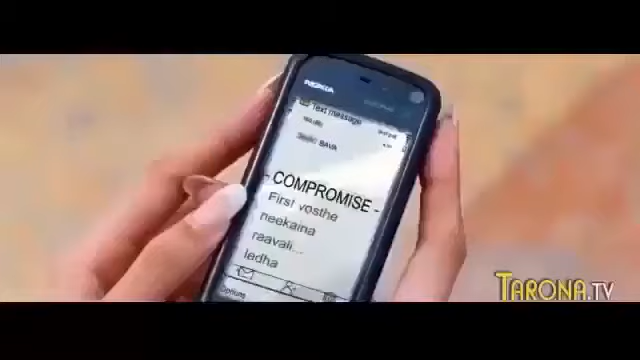 NOKIA
Text message
BAVA
- COMPROMISE -
First vosthe
neekaina
raavali...
ledha
Options
TARONA.TV